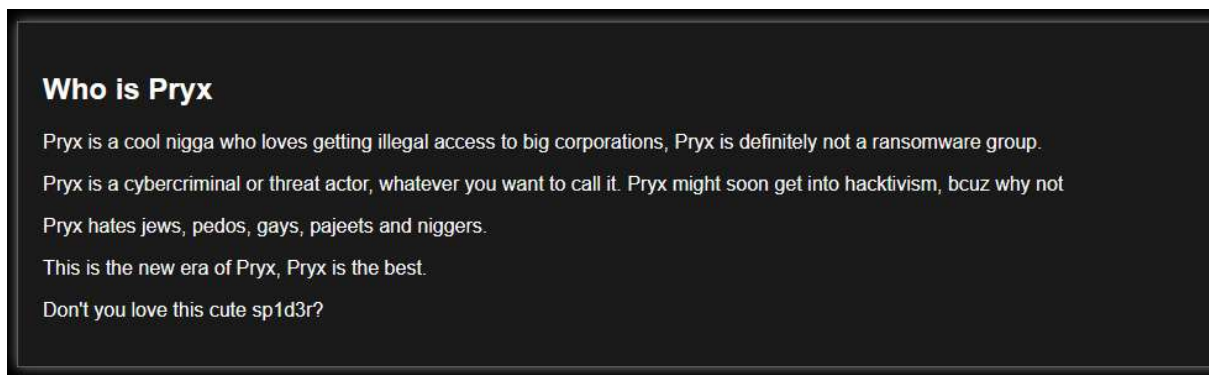 Who is Pryx
Pryx is a cool nigga who loves getting illegal access to big corporations, Pryx is definitely not a ransomware group.
Pryx is a cybercriminal or threat actor, whatever you want to call it. Pryx might soon get into hacktivism, bcuz why not
Pryx hates jews, pedos, gays, pajeets and niggers.
This is the new era of Pryx, Pryx is the best.
Don't you love this cute sp1d3r?